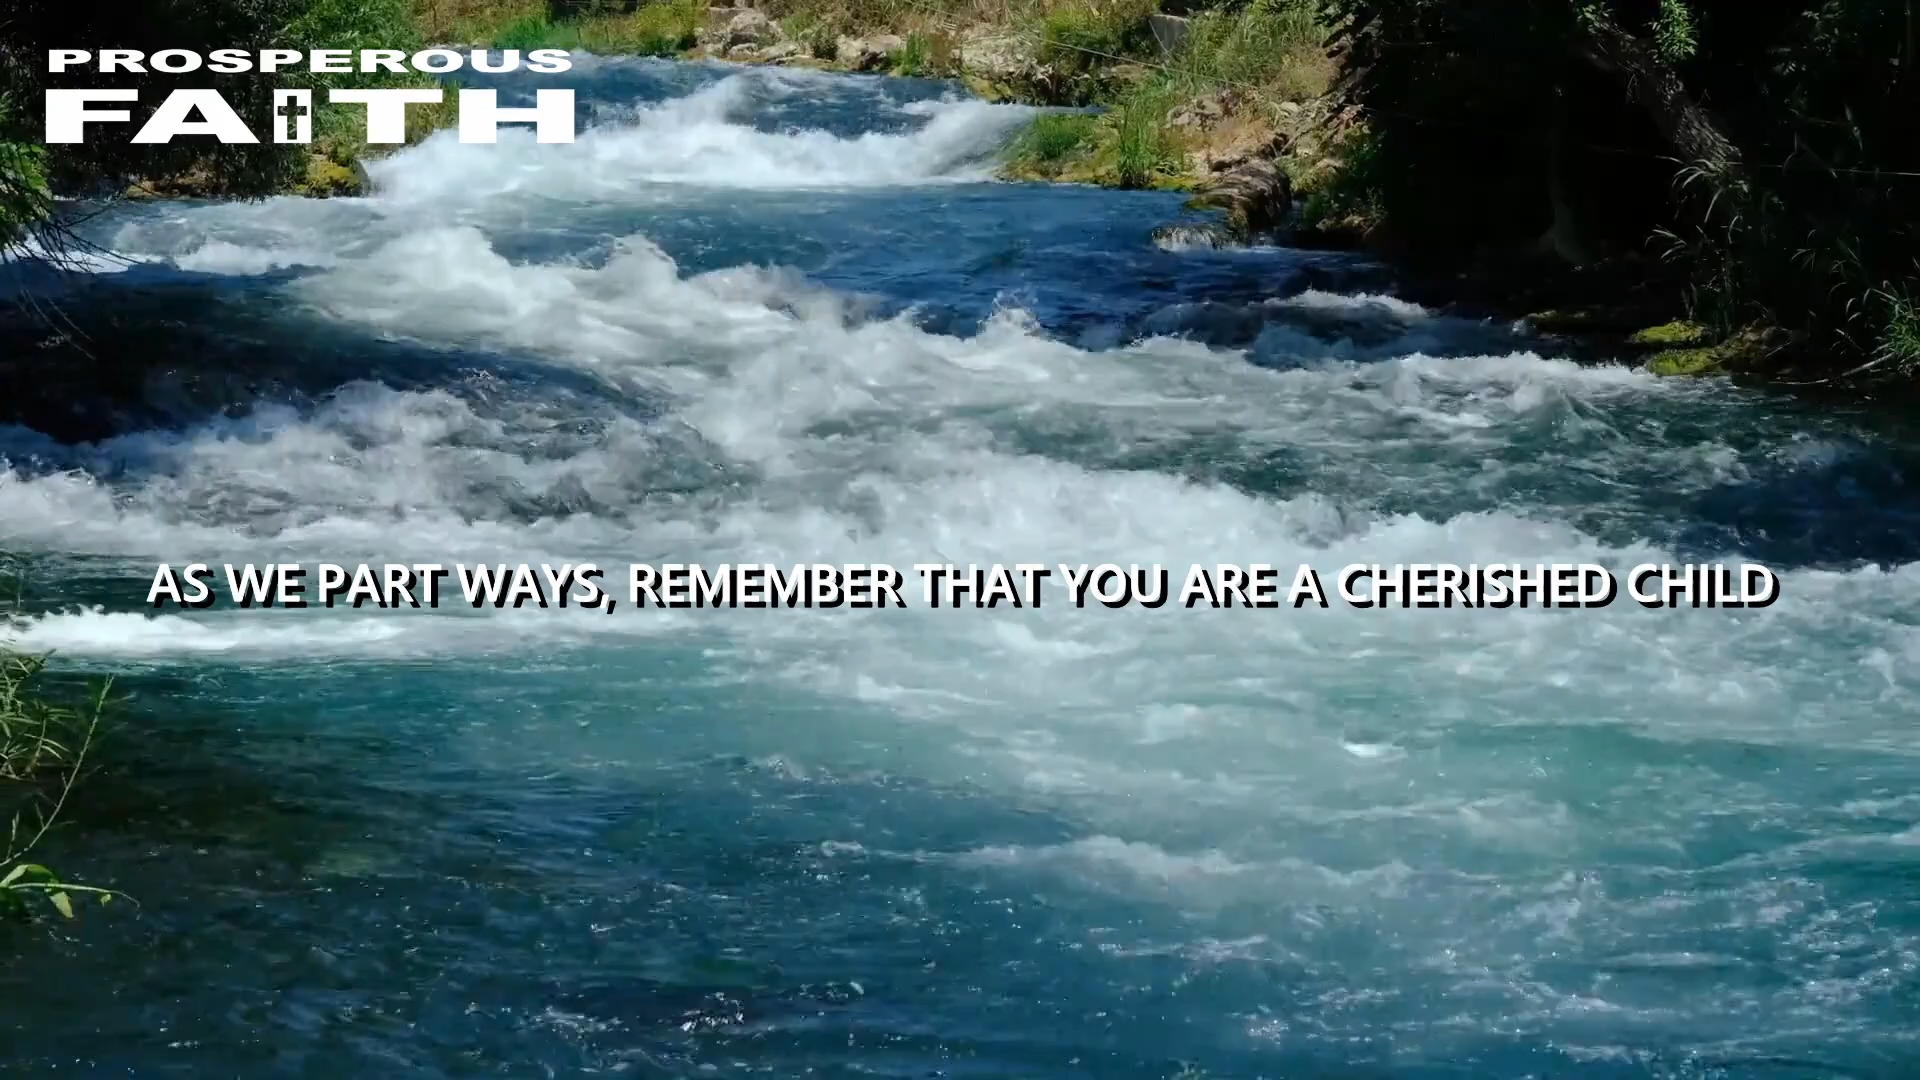 PROSPEROUS
FAITH
AS WE PART WAYS, REMEMBER THAT YOU ARE A CHERISHED CHILD